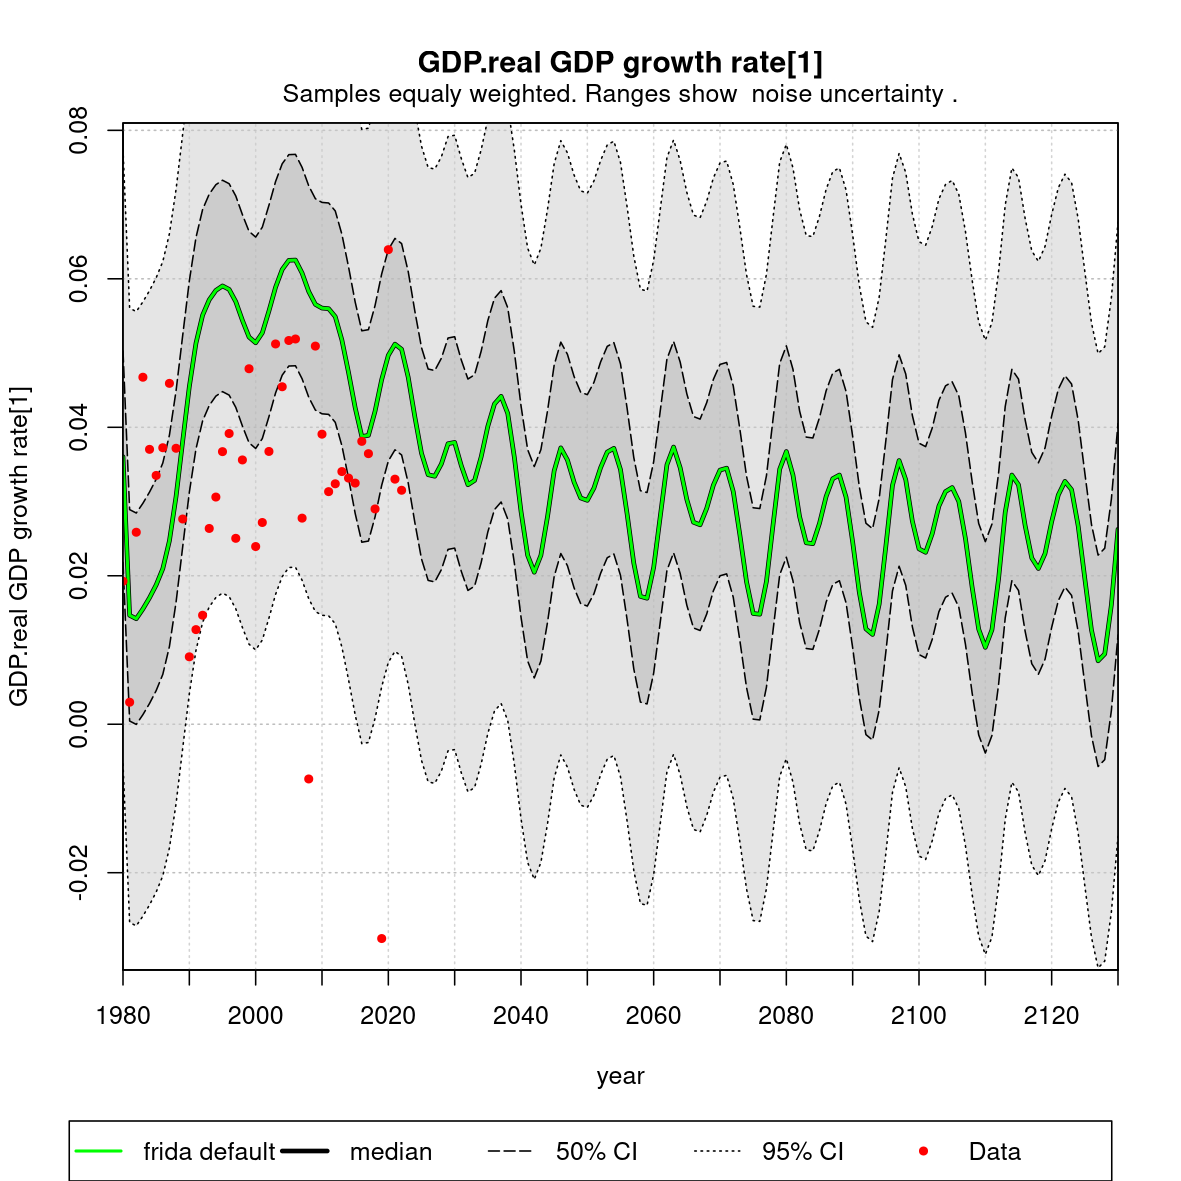 GDP.real GDP growth rate[1]
Samples equaly weighted. Ranges show  noise uncertainty .
GDP.real GDP growth rate[1]
0.08
0.06
0.04
0.02
0.00
-0.02
1980 2000 2020 2040 2060 2080 2100 2120
year
frida default median 50% CI 95% CI Data